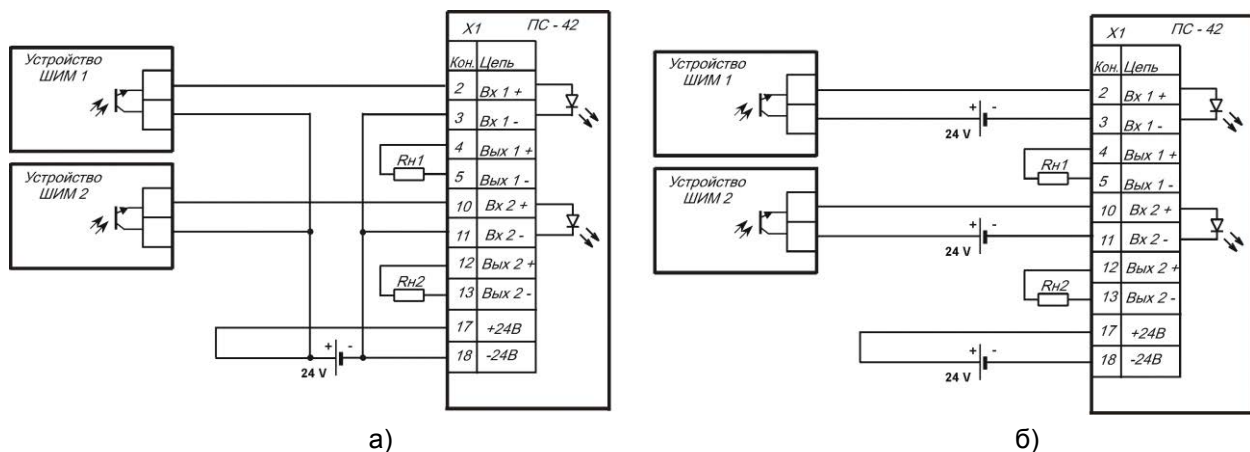 X1 ПС - 42
Кон. Цепь
Устройство
ШИМ 1
2 Вх 1 +
3 Вх 1 -
4 Вых 1 +
Rн1
5 Вых 1 -
Устройство
ШИМ 2
10 Вх 2 +
11 Вх 2 -
12 Вых 2 +
Rн2
13 Вых 2 -
17 +24В
+ -
18 -24В
24 V
а)
X1 ПС - 42
Кон. Цепь
Устройство
ШИМ 1
2 Вх 1 +
+ -
3 Вх 1 -
24 V
4 Вых 1 +
Rн1
5 Вых 1 -
Устройство
ШИМ 2
10 Вх 2 +
+ -
11 Вх 2 -
24 V
12 Вых 2 +
Rн2
13 Вых 2 -
17 +24В
+ -
18 -24В
24 V
б)